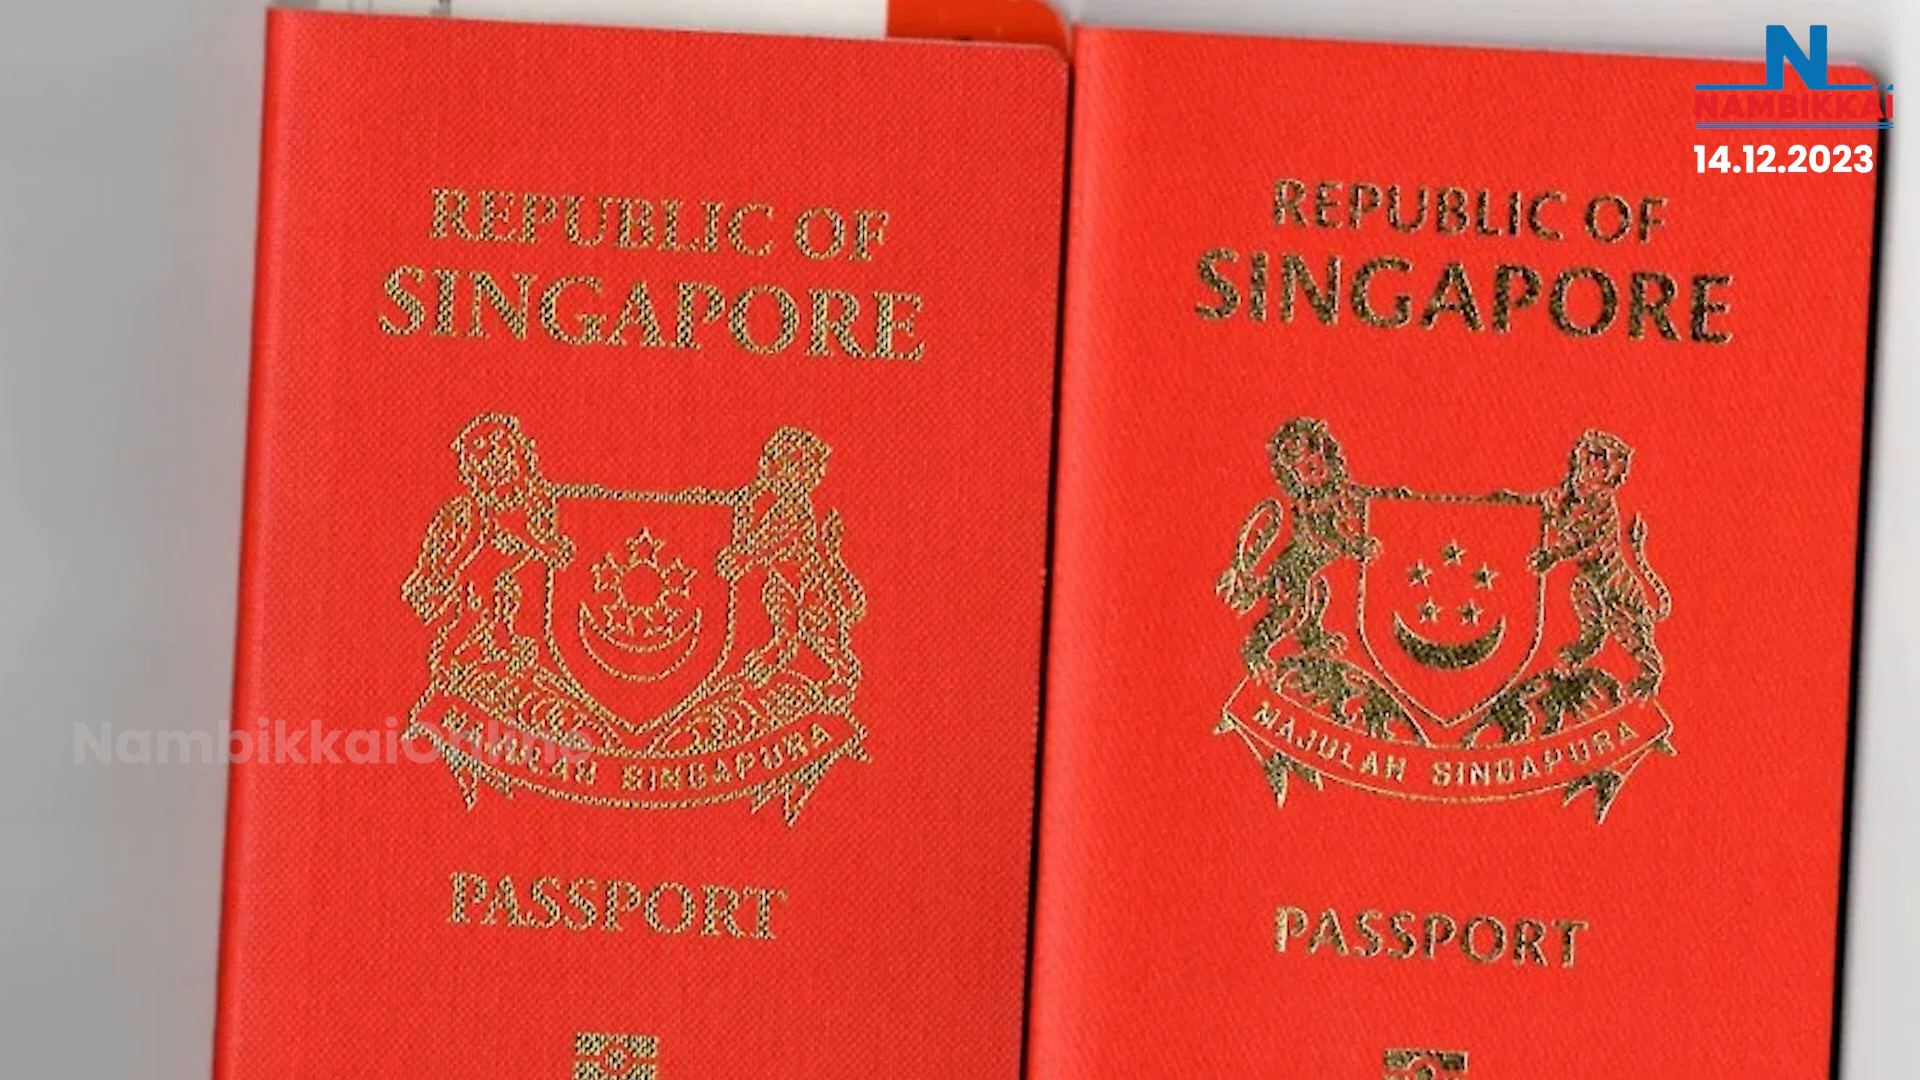 REPUBLIC OF
SINGAPORE
MAJULAH SINGAPURA
PASSPORT
REPUBLIC OF
SINGAPORE
MAJULAH SINGAPURA
PASSPORT
N
NAMBIKKAI
14.12.2023
NambikkaiOnline